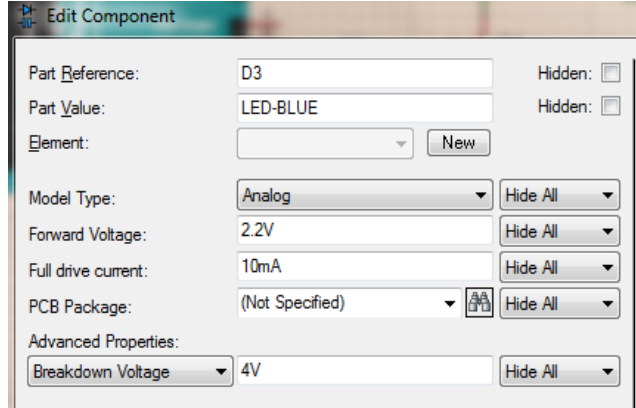 Edit Component
Part Reference: D3 Hidden:
Part Value: LED-BLUE Hidden:
Element: New
Model Type: Analog Hide All
Forward Voltage: 2.2V Hide All
Full drive current: 10mA Hide All
PCB Package: (Not Specified) Hide All
Advanced Properties:
Breakdown Voltage 4V Hide All